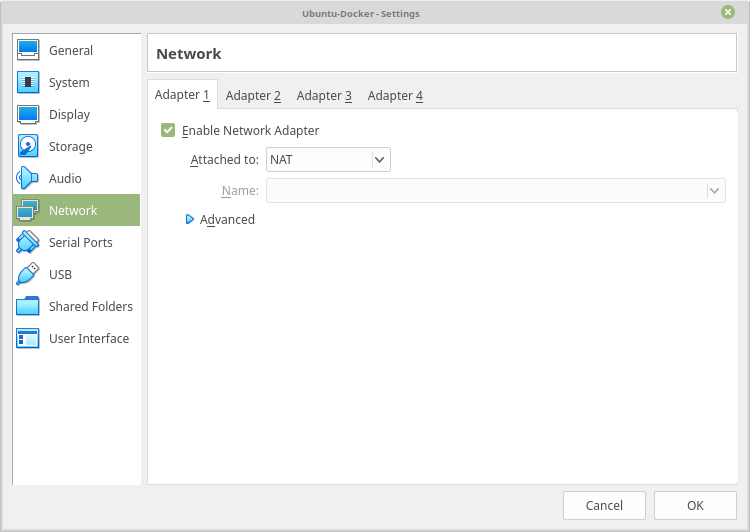 Ubuntu-Docker - Settings
General
System
Display
Storage
Audio
Network
Serial Ports
USB
Shared Folders
User Interface
Network
Adapter 1 Adapter 2 Adapter 3 Adapter 4
Enable Network Adapter
Attached to: NAT
Name:
Advanced
Cancel OK